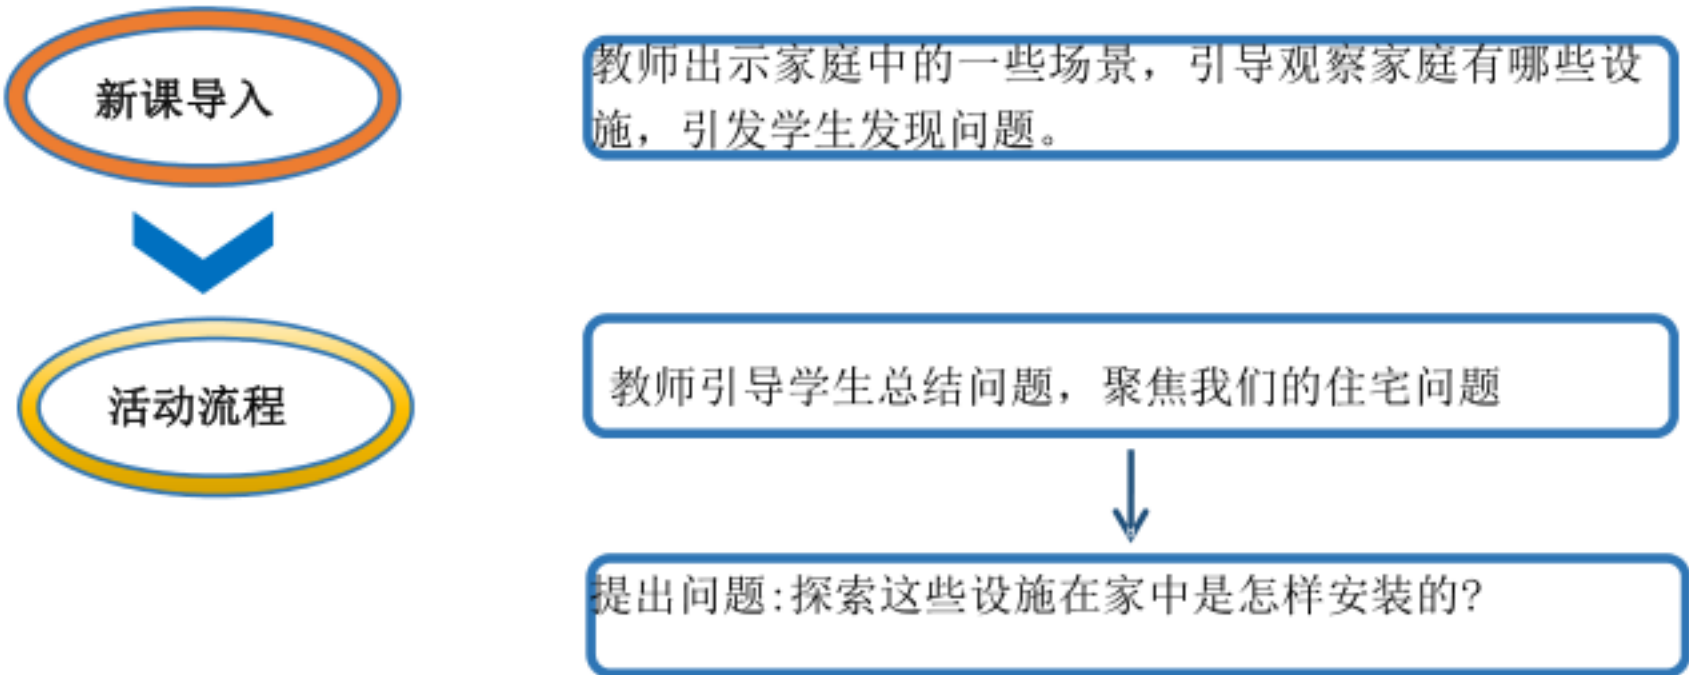 新课导入
教师出示家庭中的一些场景，引导观察家庭有哪些设
施，引发学生发现问题。
活动流程
教师引导学生总结问题，聚焦我们的住宅问题
提出问题:探索这些设施在家中是怎样安装的?